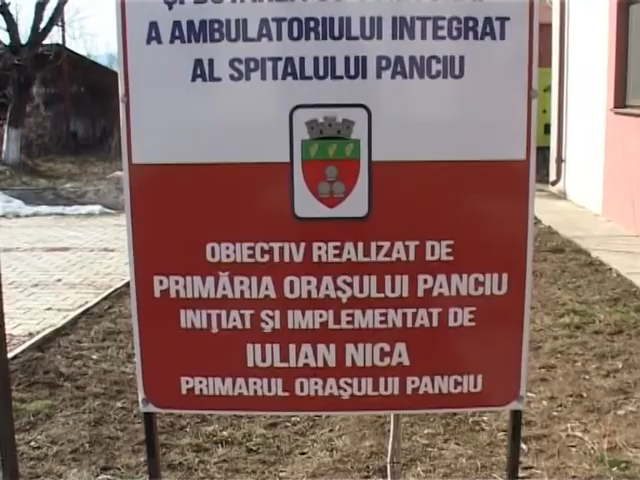 A AMBULATORIULUI INTEGRAT
AL SPITALULUI PANCIU
OBIECTIV REALIZAT DE
PRIMĂRIA ORAŞULUI PANCIU
INIŢIAT ŞI IMPLEMENTAT DE
IULIAN NICA
PRIMARUL ORAŞULUI PANCIU